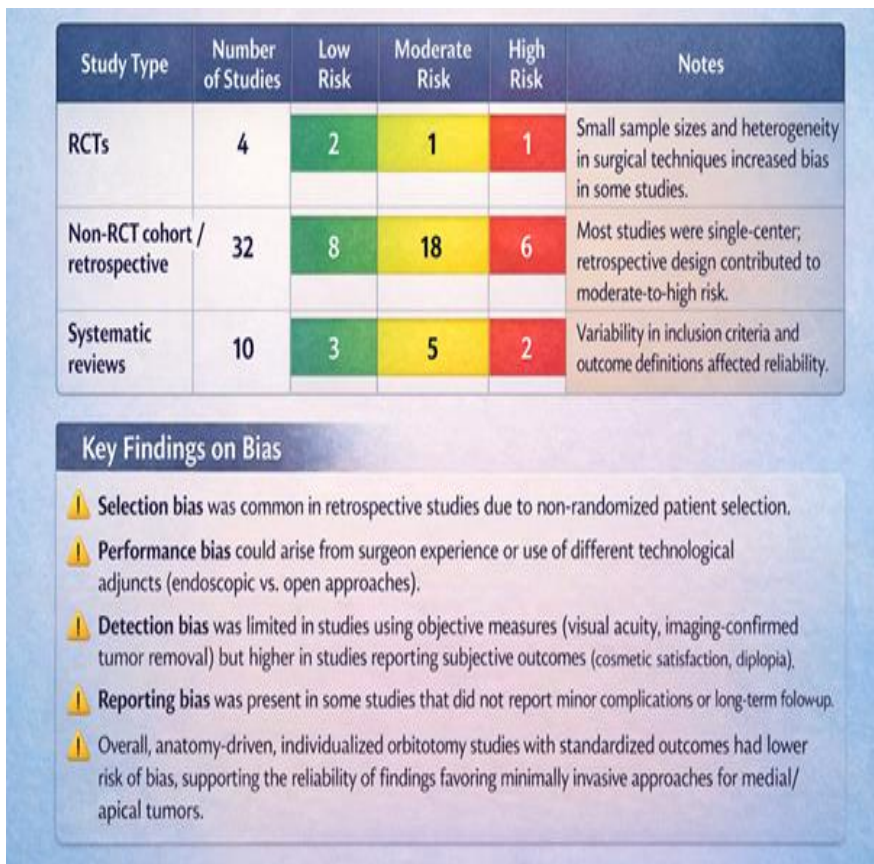 Study Type Number of Studies Low Risk Moderate Risk High Risk Notes
RCTs 4 2 1 1 Small sample sizes and heterogeneity
in surgical techniques increased bias
in some studies.
Non-RCT cohort / retrospective 32 8 18 6 Most studies were single-center;
retrospective design contributed to
moderate-to-high risk.
Systematic reviews 10 3 5 2 Variability in inclusion criteria and
outcome definitions affected reliability.
Key Findings on Bias
Selection bias was common in retrospective studies due to non-randomized patient selection.
Performance bias could arise from surgeon experience or use of different technological
adjuncts (endoscopic vs. open approaches).
Detection bias was limited in studies using objective measures (visual acuity, imaging-confirmed
tumor removal) but higher in studies reporting subjective outcomes (cosmetic satisfaction, diplopia).
Reporting bias was present in some studies that did not report minor complications or long-term folow-up.
Overall, anatomy-driven, individualized orbitotomy studies with standardized outcomes had lower
risk of bias, supporting the reliability of findings favoring minimally invasive approaches for medial/
apical tumors.